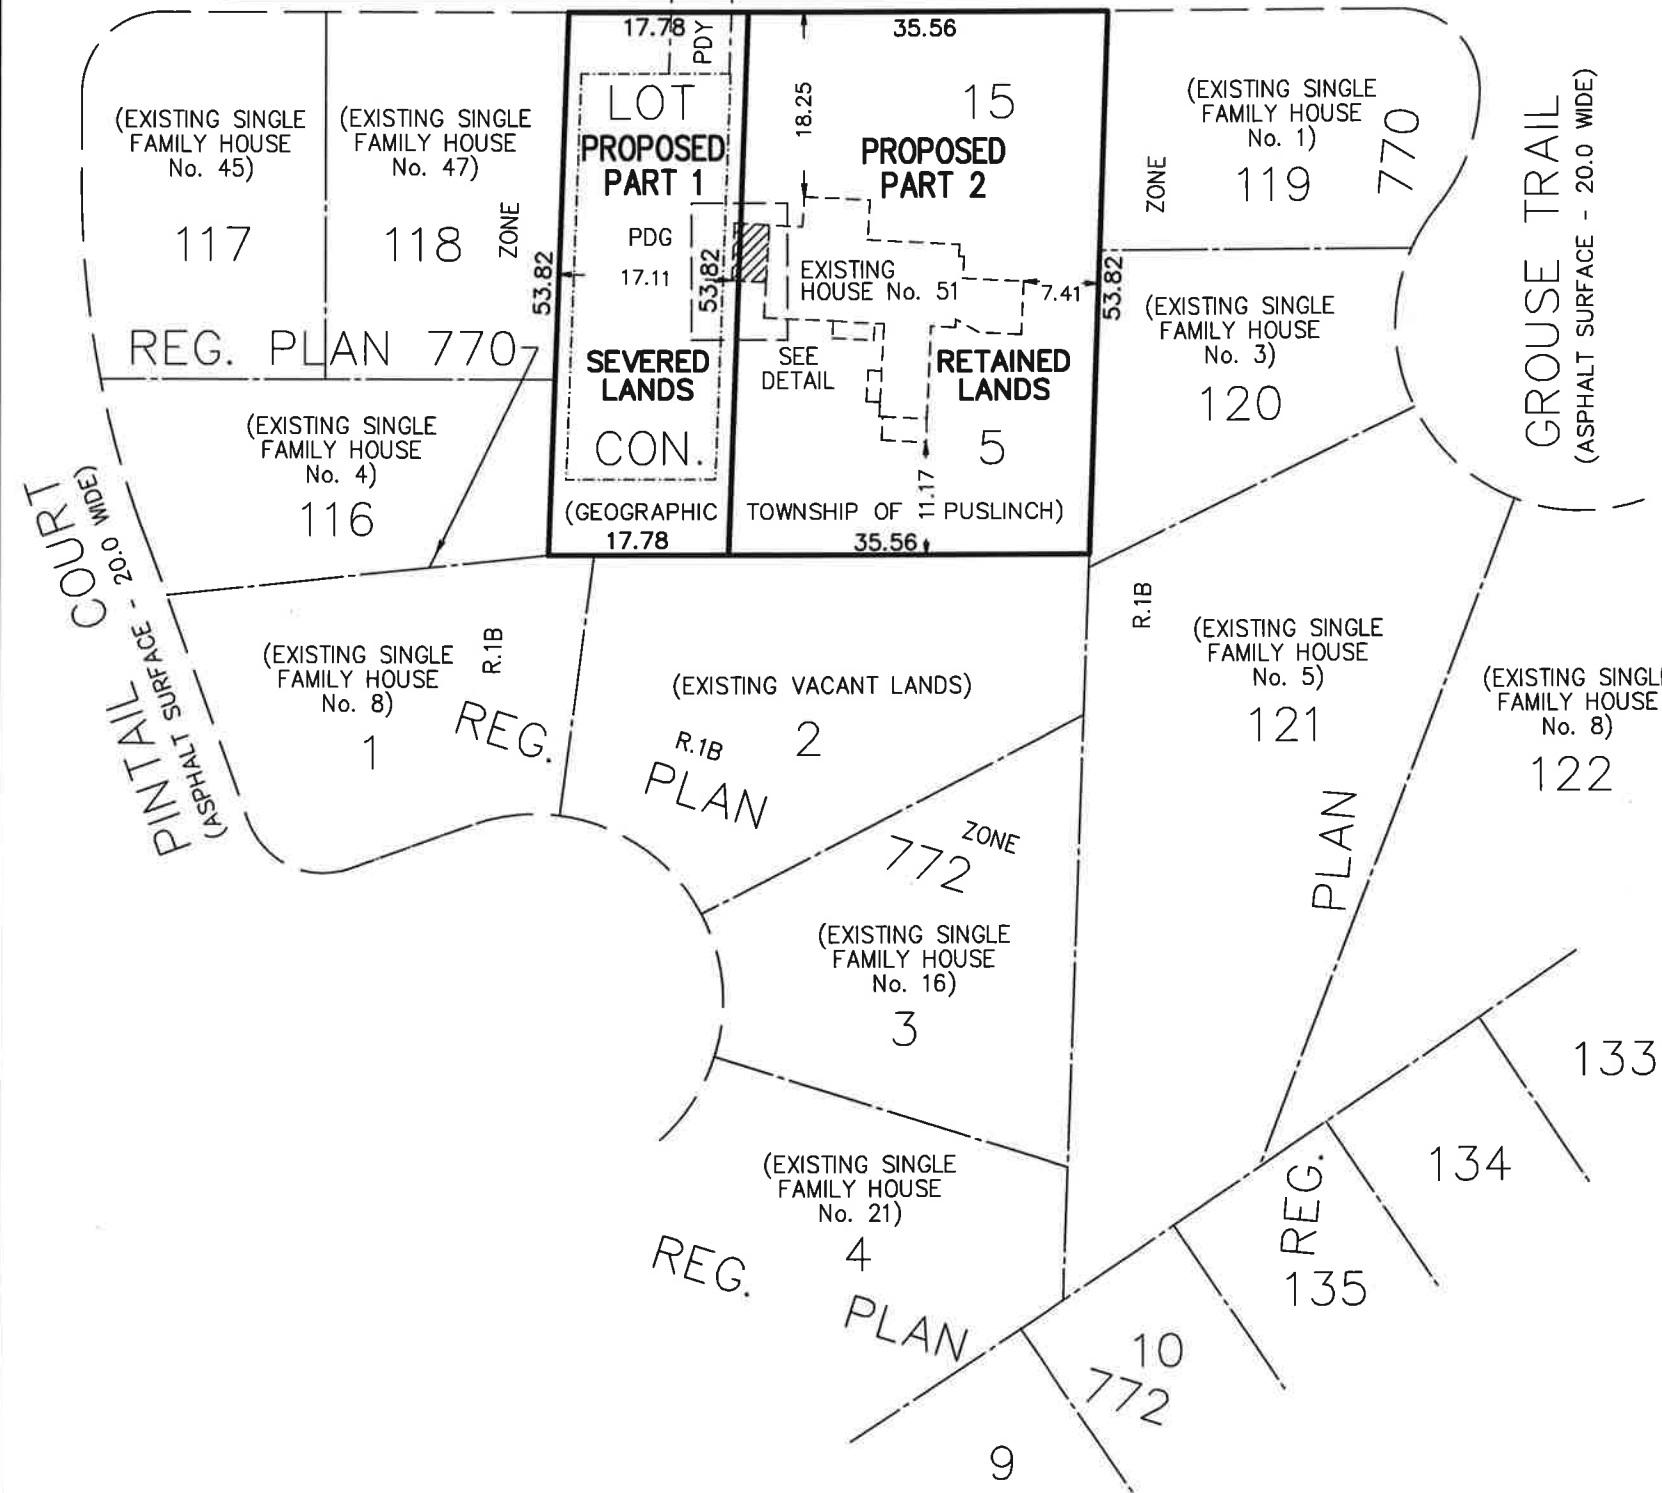 17.78
PDY
35.56
18.25
LOT
15
PROPOSED
PART 1
PROPOSED
PART 2
(EXISTING SINGLE
FAMILY HOUSE
No. 45)
117
(EXISTING SINGLE
FAMILY HOUSE
No. 47)
118
ZONE
(EXISTING SINGLE
FAMILY HOUSE
No. 1)
119
ZONE
770
GROUSE TRAIL
(ASPHALT SURFACE - 20.0 WIDE)
PDG
17.11
53.82
53.82
53.82
EXISTING
HOUSE No. 51
7.41
(EXISTING SINGLE
FAMILY HOUSE
No. 3)
120
REG. PLAN 770
SEVERED
LANDS
SEE
DETAIL
RETAINED
LANDS
CON.
5
(EXISTING SINGLE
FAMILY HOUSE
No. 4)
116
(GEOGRAPHIC TOWNSHIP OF PUSLINCH)
11.17
17.78
35.56
PINTAIL COURT
(ASPHALT SURFACE - 20.0 WIDE)
(EXISTING SINGLE
FAMILY HOUSE
No. 8)
1
R.1B
REG.
(EXISTING VACANT LANDS)
2
R.1B
PLAN
772
ZONE
R.1B
(EXISTING SINGLE
FAMILY HOUSE
No. 5)
121
(EXISTING SINGL
FAMILY HOUSE
No. 8)
122
PLAN
(EXISTING SINGLE
FAMILY HOUSE
No. 16)
3
133
134
REG.
135
(EXISTING SINGLE
FAMILY HOUSE
No. 21)
4
REG.
PLAN
10
772
9